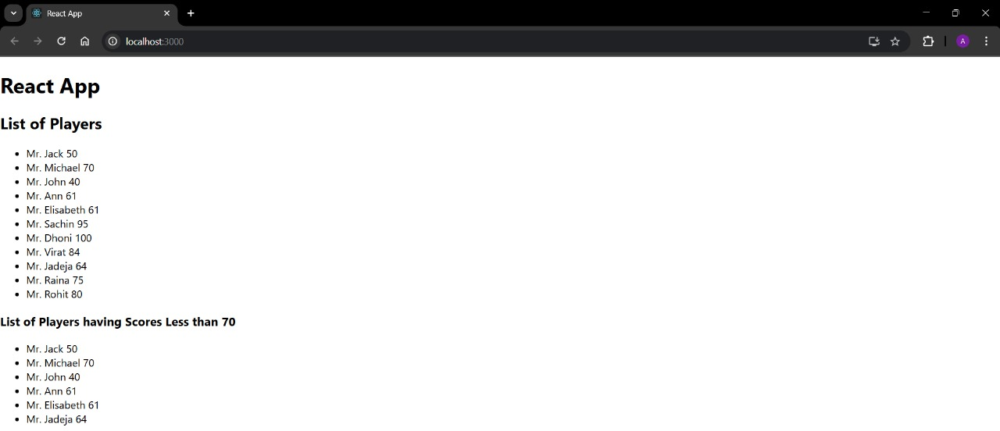 React App
localhost:3000
A
React App
List of Players
Mr. Jack 50
Mr. Michael 70
Mr. John 40
Mr. Ann 61
Mr. Elisabeth 61
Mr. Sachin 95
Mr. Dhoni 100
Mr. Virat 84
Mr. Jadeja 64
Mr. Raina 75
Mr. Rohit 80
List of Players having Scores Less than 70
Mr. Jack 50
Mr. Michael 70
Mr. John 40
Mr. Ann 61
Mr. Elisabeth 61
Mr. Jadeja 64